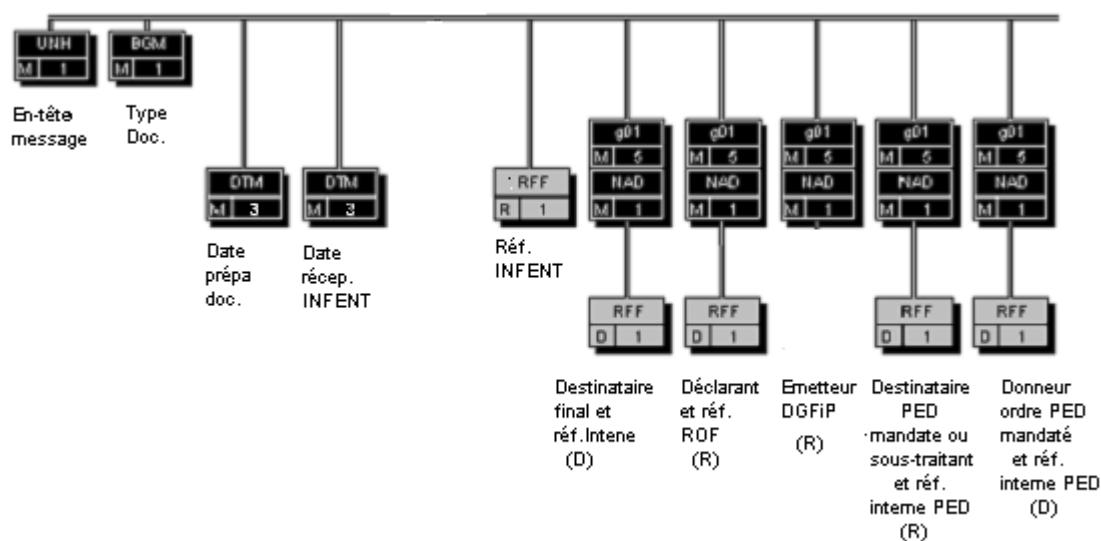 UNH
M 1
En-tête
message
BGM
M 1
Type
Doc.
DTM
M 3
Date
prépa
doc.
DTM
M 3
Date
récep.
INFENT
RFF
R 1
Réf.
INFENT
g01
M 5
NAD
M 1
RFF
D 1
Destinataire
final et
réf.Intene
(D)
g01
M 5
NAD
M 1
RFF
D 1
Déclarant
et réf.
ROF
(R)
g01
M 5
NAD
M 1
Emetteur
DGFiP
(R)
g01
M 5
NAD
M 1
RFF
D 1
Destinataire
PED
mandate ou
sous-traitant
et réf.
interne PED
(R)
g01
M 5
NAD
M 1
RFF
D 1
Donneur
ordre PED
mandaté
et réf.
interne PED
(D)